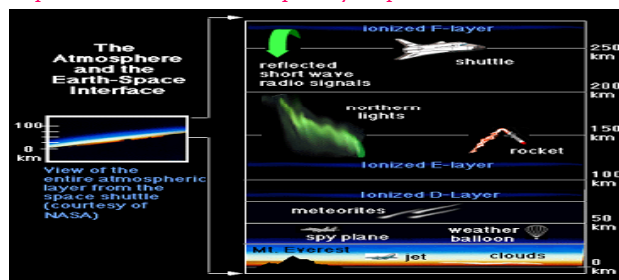 The
Atmosphere
and the
Earth-Space
Interface
100
0
km
View of the
entire atmospheric
layer from the
space shuttle
(courtesy of
NASA)
ionized F-layer
250
km
shuttle
reflected
short wave
radio signals
200
km
northern
lights
150
km
rocket
ionized E-layer
100
km
ionized D-Layer
meteorites
50
km
spy plane
weather
balloon
Mt. Everest
jet
clouds
0
km